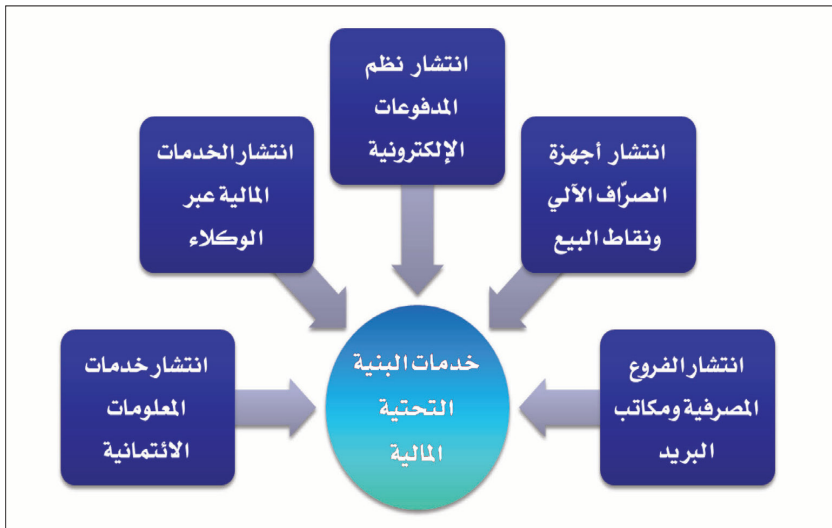 انتشار نظم
المدفوعات
الإلكترونية
انتشار أجهزة
الصرّاف الآلي
ونقاط البيع
انتشار الخدمات
المالية عبر
الوكلاء
انتشار الفروع
المصرفية ومكاتب
البريد
خدمات البنية
التحتية
المالية
انتشار خدمات
المعلومات
الائتمانية